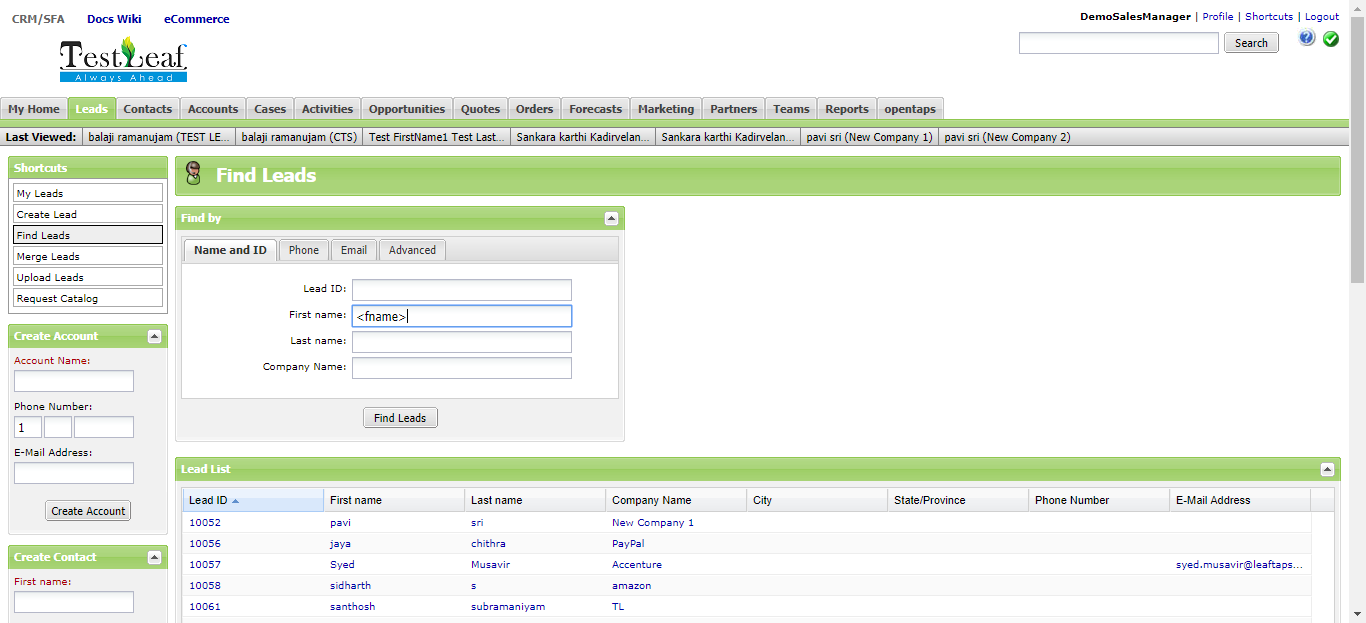 CRM/SFA Docs Wiki eCommerce
DemoSalesManager | Profile | Shortcuts | Logout
TestLeaf
Always Ahead
Search
My Home Leads Contacts Accounts Cases Activities Opportunities Quotes Orders Forecasts Marketing Partners Teams Reports opentaps
Last Viewed: balaji ramanujam (TEST LE... balaji ramanujam (CTS) Test FirstName1 Test Last... Sankara karthi Kadirvelan... Sankara karthi Kadirvelan... pavi sri (New Company 1) pavi sri (New Company 2)
Shortcuts
My Leads
Create Lead
Find Leads
Merge Leads
Upload Leads
Request Catalog
Create Account
Account Name:
Phone Number:
1
E-Mail Address:
Create Account
Create Contact
First name:
Find Leads
Find by
Name and ID Phone Email Advanced
Lead ID:
First name: <fname>
Last name:
Company Name:
Find Leads
Lead List
Lead ID First name Last name Company Name City State/Province Phone Number E-Mail Address
10052 pavi sri New Company 1
10056 jaya chithra PayPal
10057 Syed Musavir Accenture syed.musavir@leaftaps...
10058 sidharth s amazon
10061 santhosh subramaniyam TL